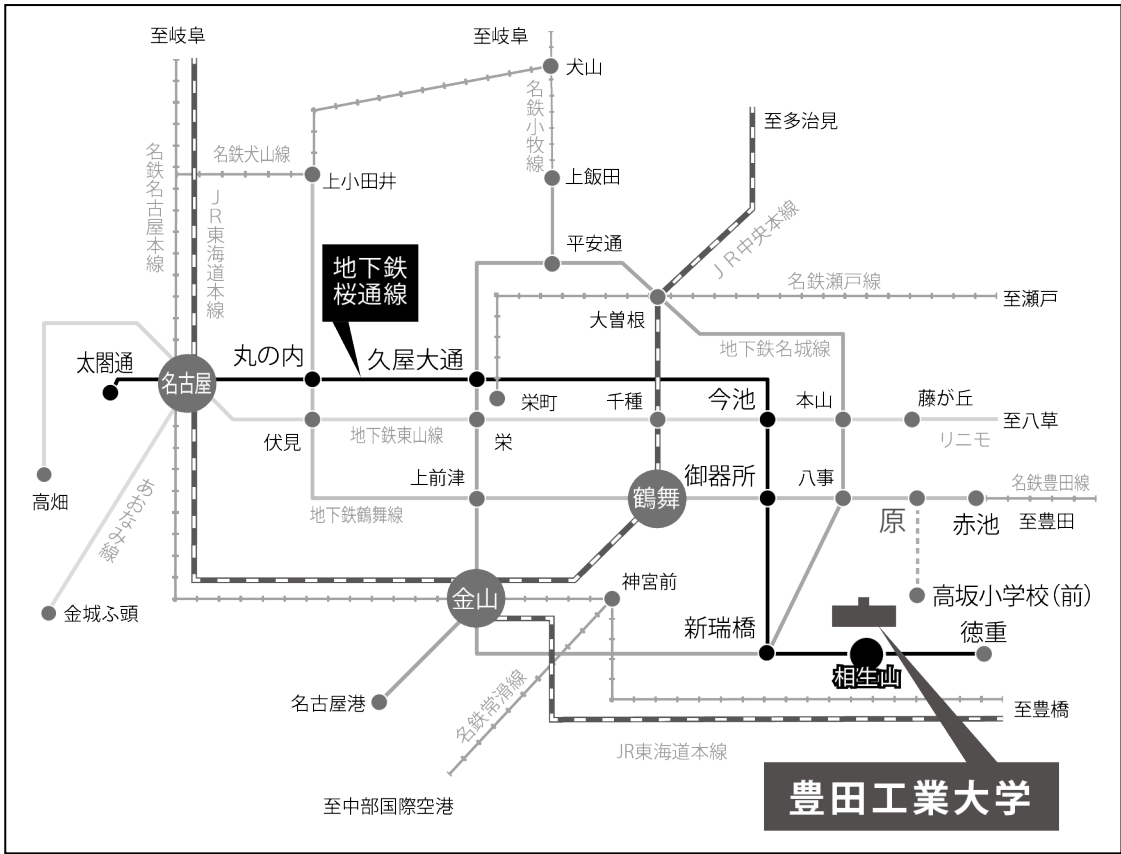 至岐阜
至岐阜
犬山
名鉄小牧線
至多治見
名鉄名古屋本線
名鉄犬山線
上小田井
上飯田
JR東海道本線
JR中央本線
平安通
地下鉄
桜通線
名鉄瀬戸線
至瀬戸
大曽根
地下鉄名城線
太閤通
名古屋
丸の内
久屋大通
栄町
千種
今池
本山
藤が丘
至八草
リニモ
伏見
地下鉄東山線
栄
上前津
御器所
八事
名鉄豊田線
高畑
あおなみ線
地下鉄鶴舞線
鶴舞
原
赤池
至豊田
金城ふ頭
金山
神宮前
高坂小学校(前)
新瑞橋
徳重
相生山
名古屋港
名鉄常滑線
至豊橋
JR東海道本線
至中部国際空港
豊田工業大学